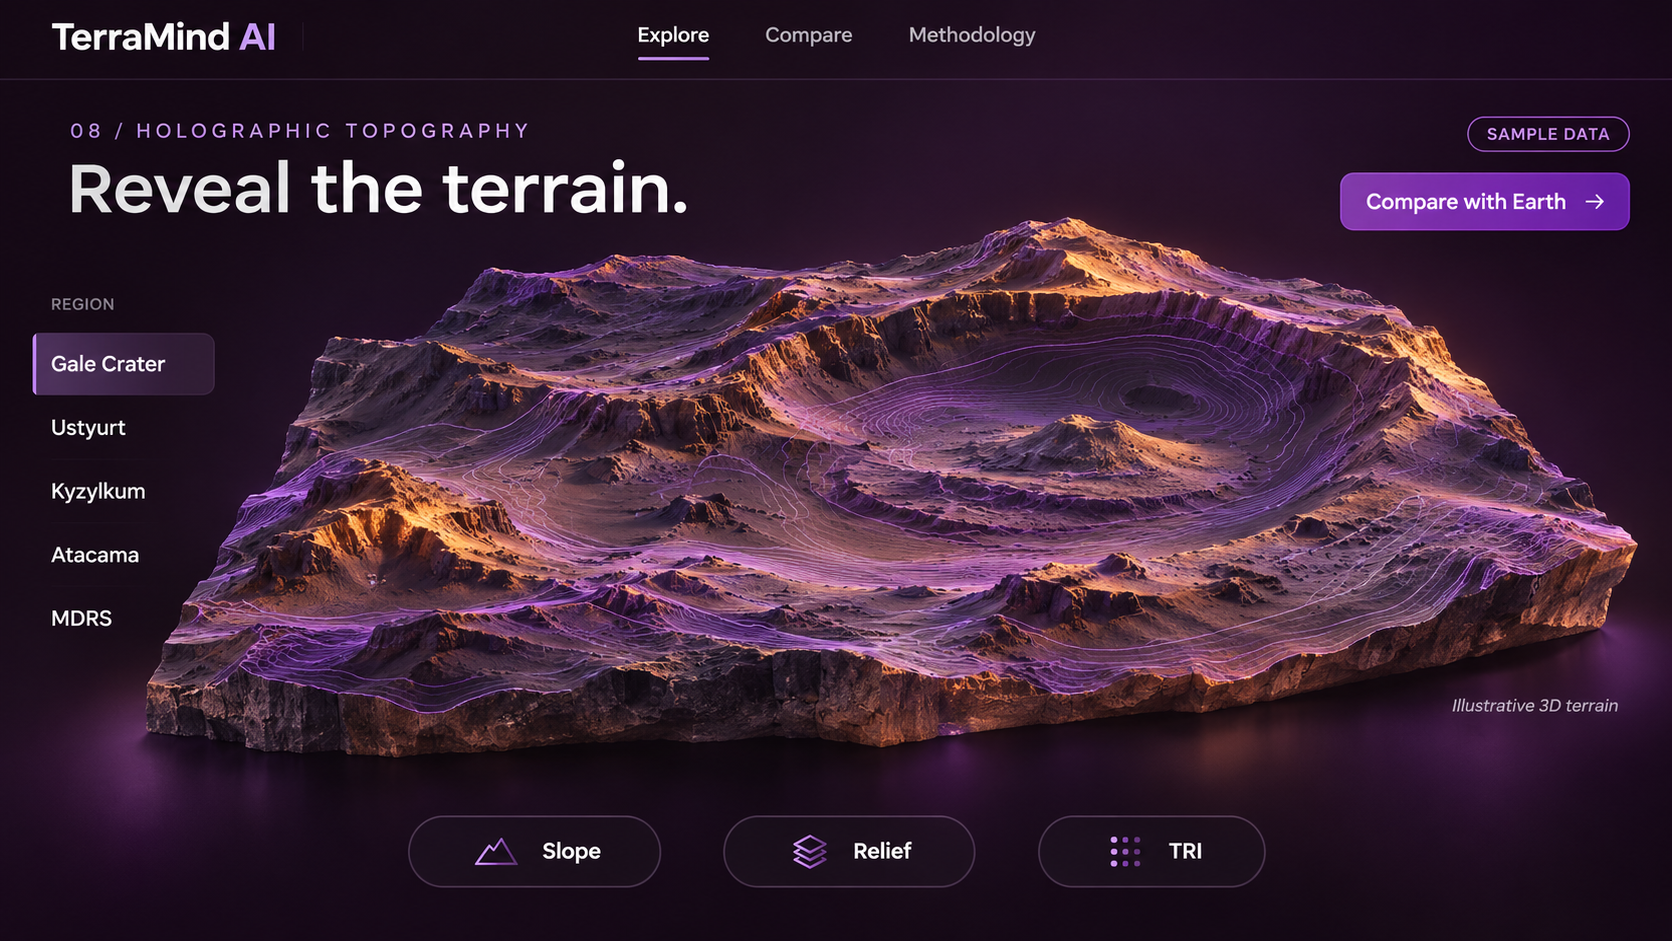 TerraMind AI
Explore
Compare
Methodology
08 / HOLOGRAPHIC TOPOGRAPHY
Reveal the terrain.
SAMPLE DATA
Compare with Earth →
REGION
Gale Crater
Ustyurt
Kyzylkum
Atacama
MDRS
Illustrative 3D terrain
Slope
Relief
TRI